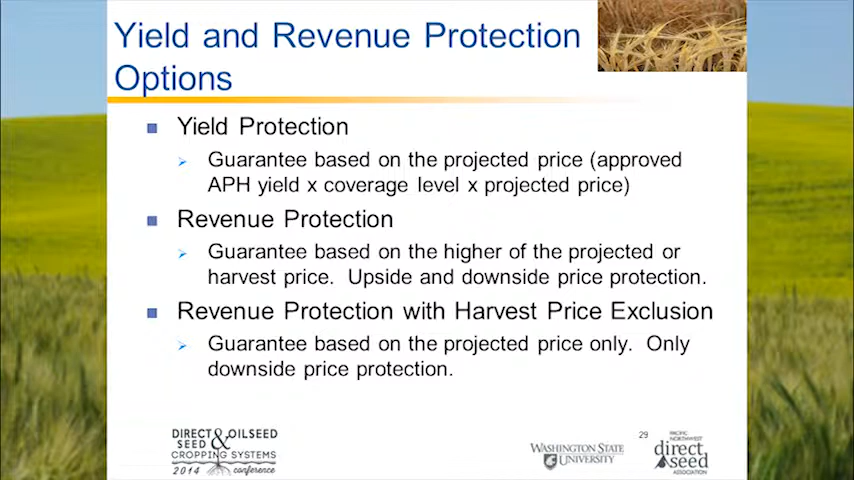 Yield and Revenue Protection
Options
Yield Protection
Guarantee based on the projected price (approved
APH yield x coverage level x projected price)
Revenue Protection
Guarantee based on the higher of the projected or
harvest price. Upside and downside price protection.
Revenue Protection with Harvest Price Exclusion
Guarantee based on the projected price only. Only
downside price protection.
DIRECT & OILSEED
SEED
CROPPING SYSTEMS
2014 conference
WASHINGTON STATE
UNIVERSITY
29
PACIFIC
NORTHWEST
direct
seed
ASSOCIATION